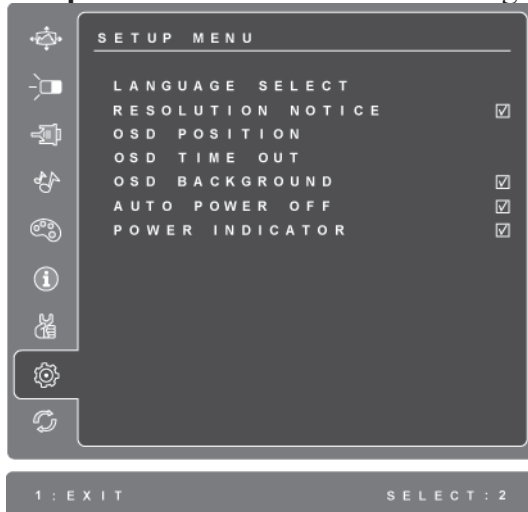 SETUP MENU
LANGUAGE SELECT
RESOLUTION NOTICE ☑
OSD POSITION
OSD TIME OUT
OSD BACKGROUND ☑
AUTO POWER OFF ☑
POWER INDICATOR ☑
1:EXIT SELECT:2